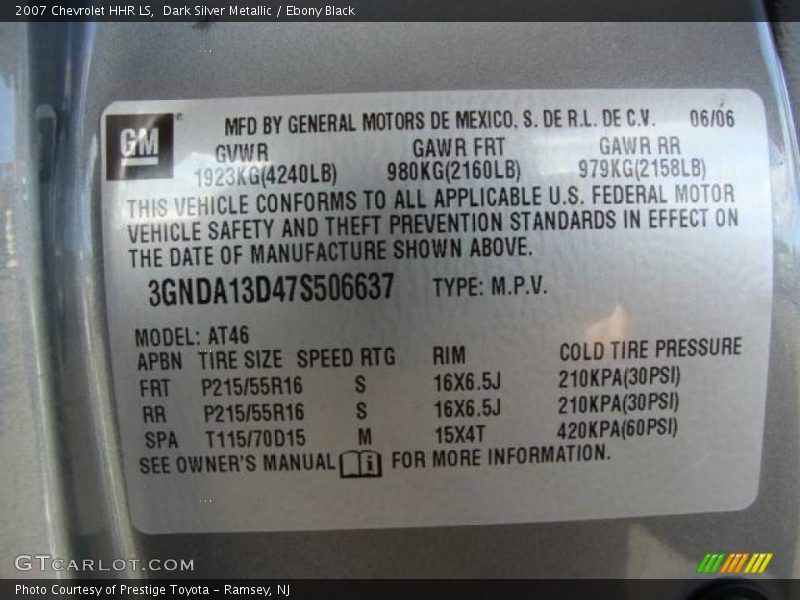 2007 Chevrolet HHR LS,  Dark Silver Metallic / Ebony Black
GM ®
MFD BY GENERAL MOTORS DE MEXICO, S. DE R.L. DE C.V. 06/06
GVWR GAWR FRT GAWR RR
1923KG(4240LB) 980KG(2160LB) 979KG(2158LB)
THIS VEHICLE CONFORMS TO ALL APPLICABLE U.S. FEDERAL MOTOR
VEHICLE SAFETY AND THEFT PREVENTION STANDARDS IN EFFECT ON
THE DATE OF MANUFACTURE SHOWN ABOVE.
3GNDA13D47S506637 TYPE: M.P.V.
MODEL: AT46
APBN TIRE SIZE SPEED RTG RIM COLD TIRE PRESSURE
FRT P215/55R16 S 16X6.5J 210KPA(30PSI)
RR P215/55R16 S 16X6.5J 210KPA(30PSI)
SPA T115/70D15 M 15X4T 420KPA(60PSI)
SEE OWNER'S MANUAL i FOR MORE INFORMATION.
GTcarlot.com
Photo Courtesy of Prestige Toyota - Ramsey, NJ